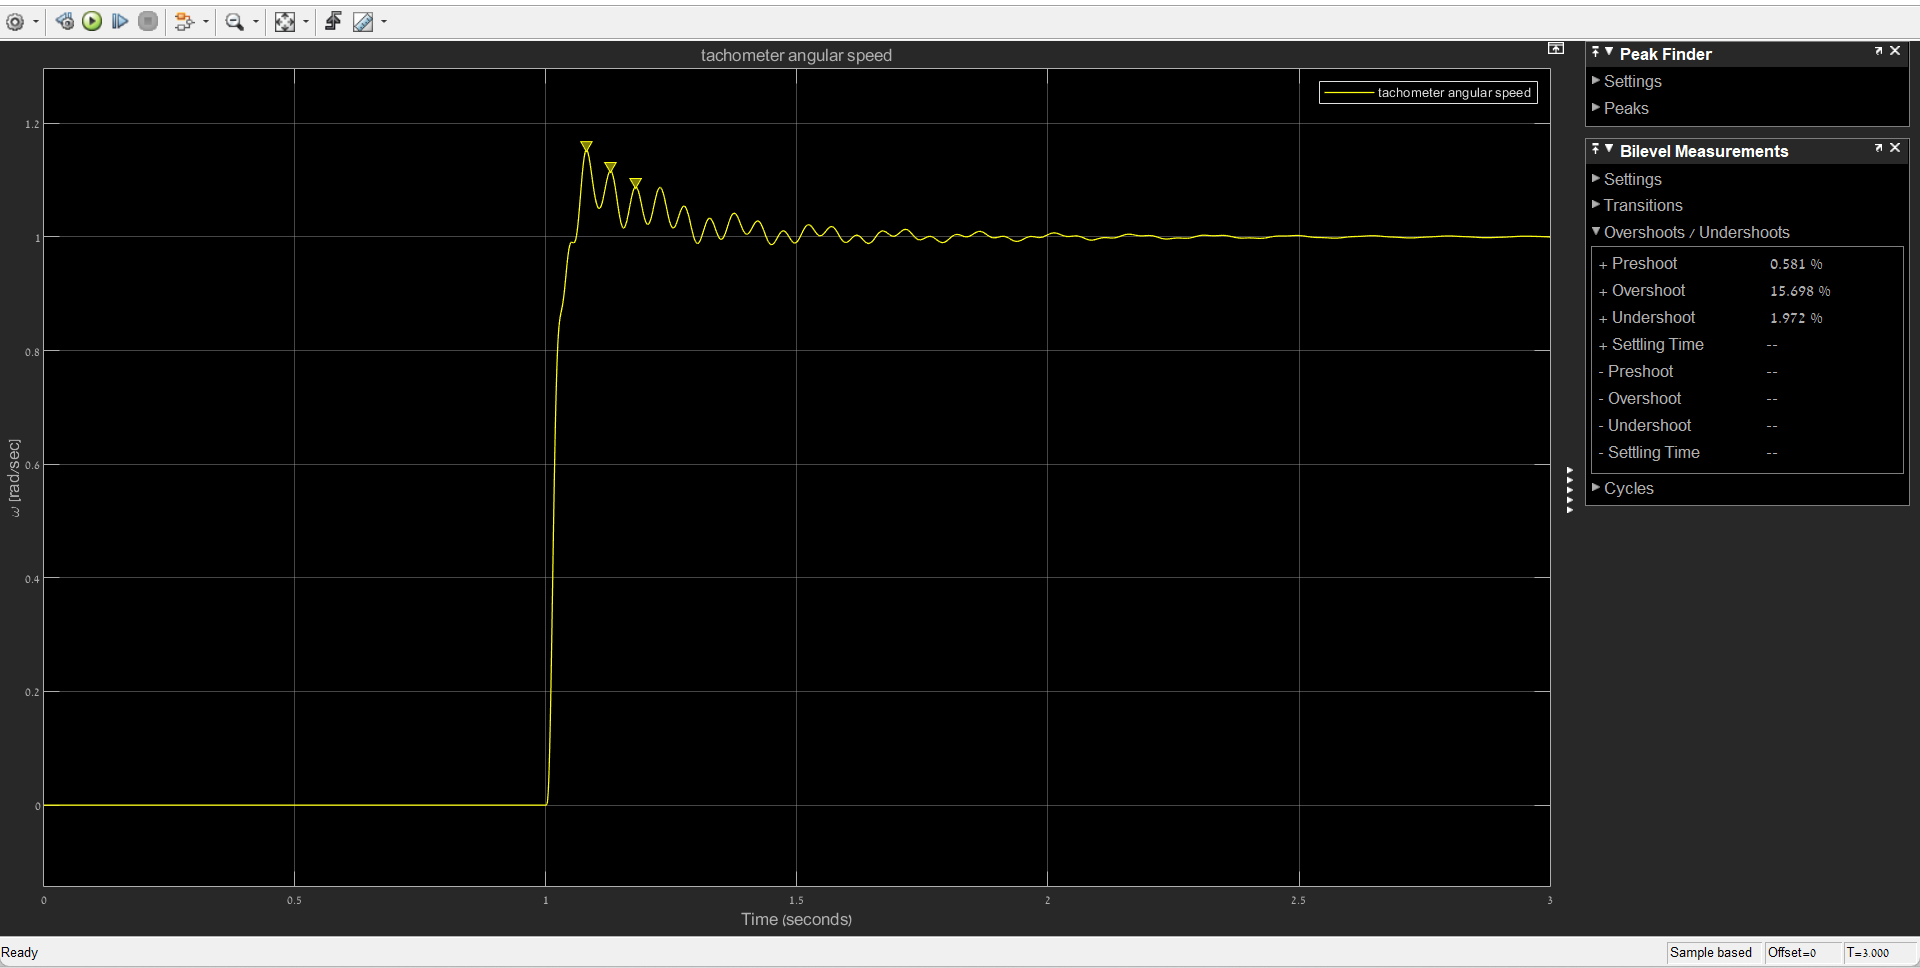 tachometer angular speed
tachometer angular speed
1.2
1
0.8
0.6
0.4
0.2
0
ω [rad/sec]
0
0.5
1
1.5
2
2.5
3
Time (seconds)
Peak Finder
Settings
Peaks
Bilevel Measurements
Settings
Transitions
Overshoots / Undershoots
+ Preshoot 0.581 %
+ Overshoot 15.698 %
+ Undershoot 1.972 %
+ Settling Time --
- Preshoot --
- Overshoot --
- Undershoot --
- Settling Time --
Cycles
Ready
Sample based
Offset=0
T=3.000